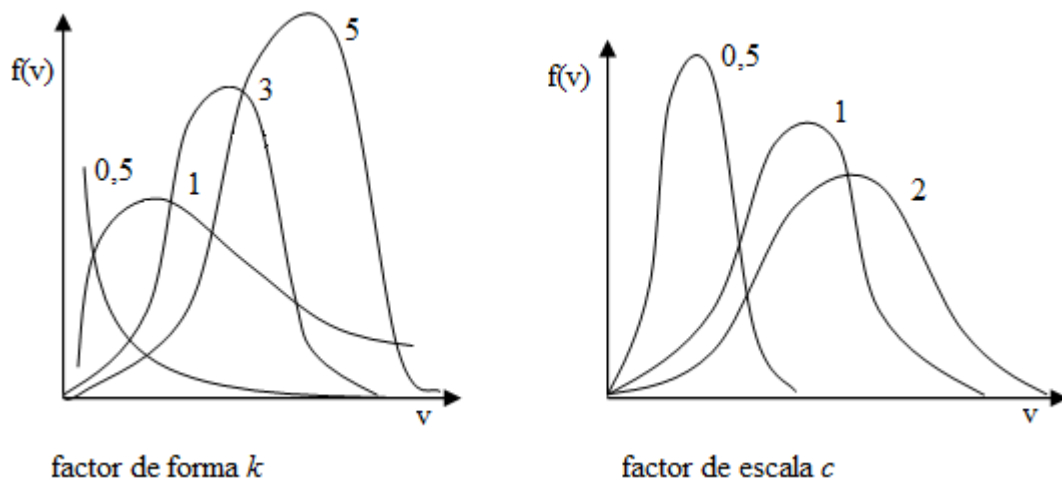 f(v)
0,5
1
3
5
v
factor de forma k
f(v)
0,5
1
2
v
factor de escala c